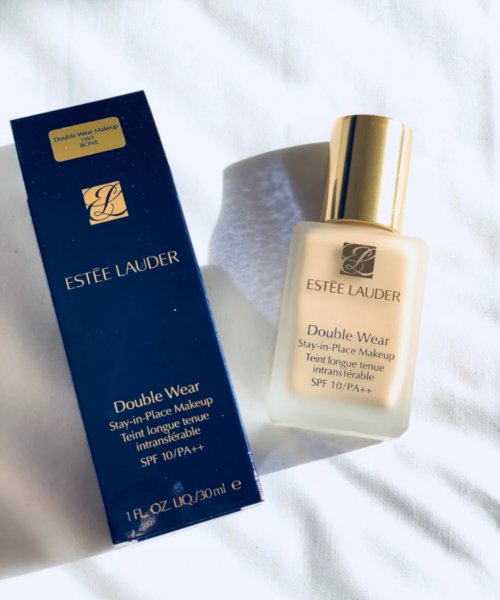 Double Wear Makeup
1W1
BONE
ESTĒE LAUDER
Double Wear
Stay-in-Place Makeup
Teint longue tenue
intransférable
SPF 10/PA++
1 FL. OZ. LIQ./30 ml ℮
ESTĒE LAUDER
Double Wear
Stay-in-Place Makeup
Teint longue tenue
intransférable
SPF 10/PA++